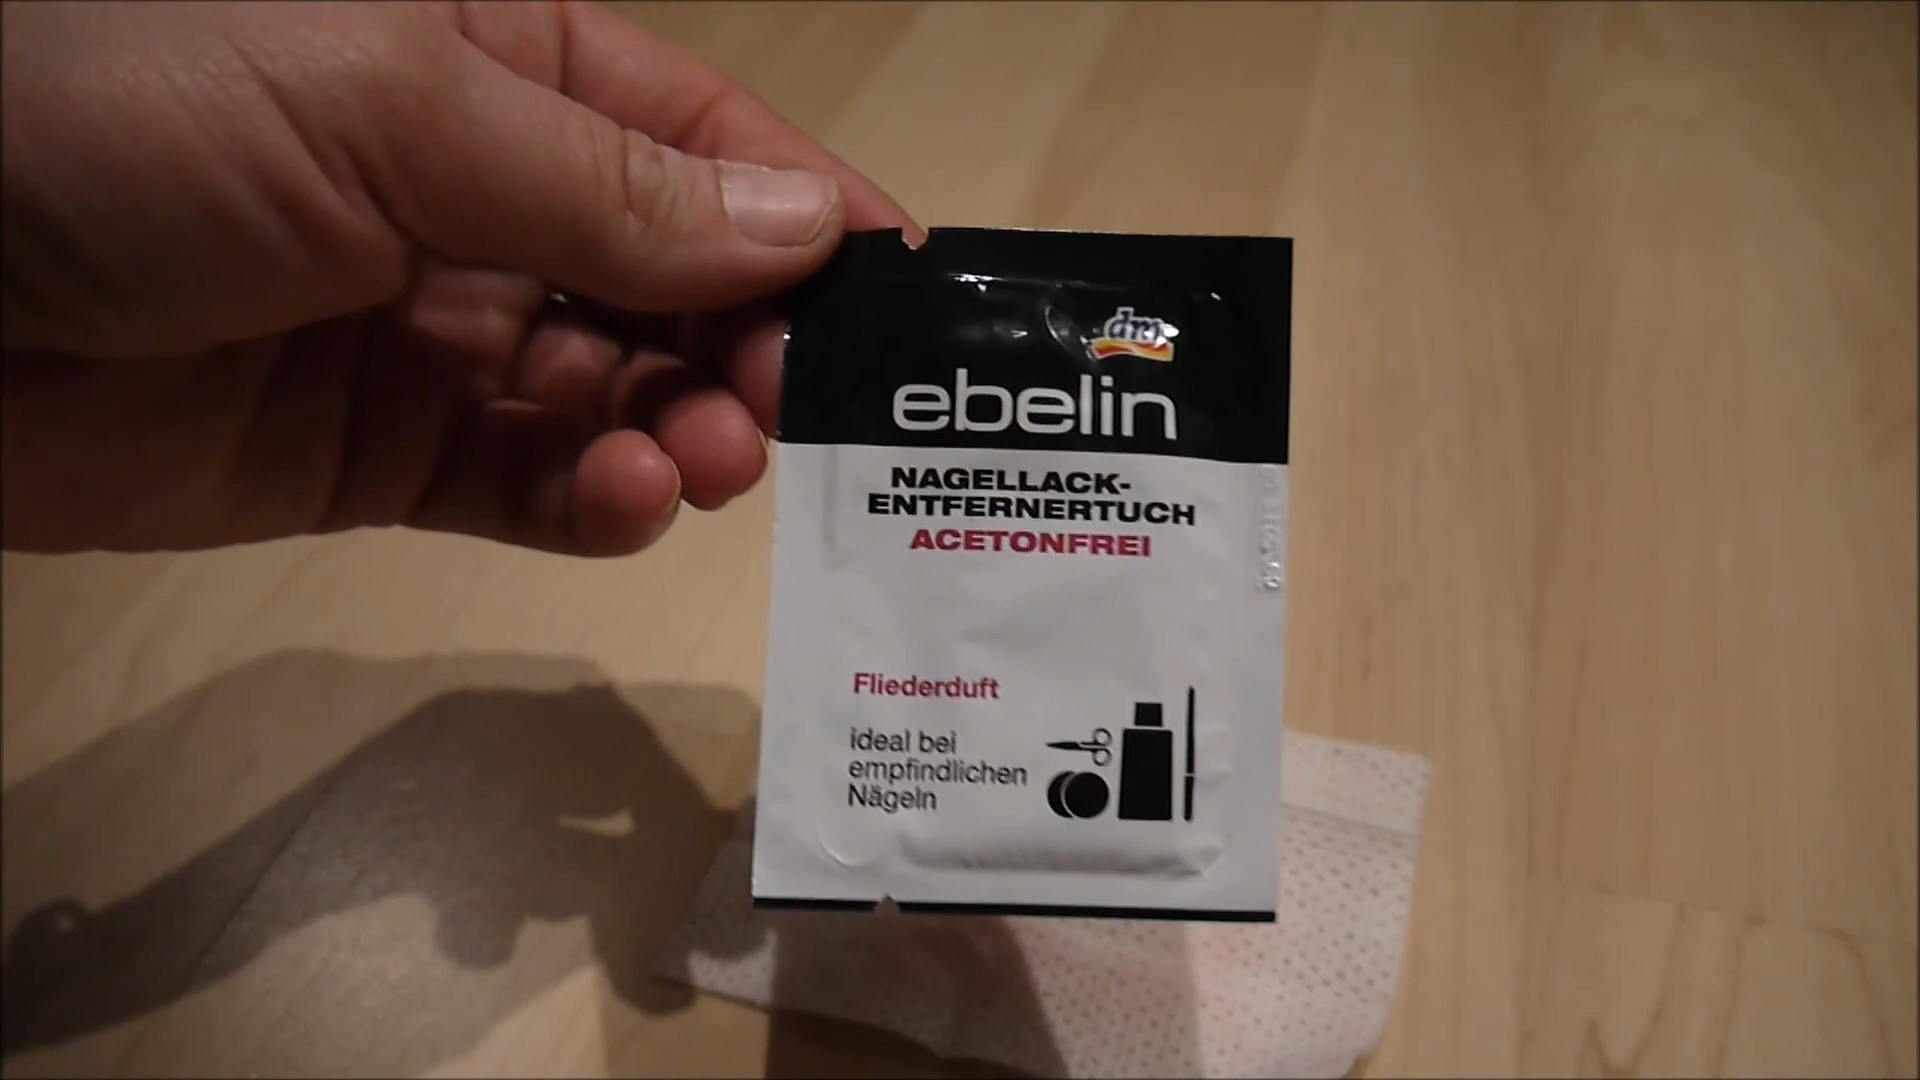 dm
ebelin
NAGELLACK-
ENTFERNERTUCH
ACETONFREI
Fliederduft
ideal bei
empfindlichen
Nägeln